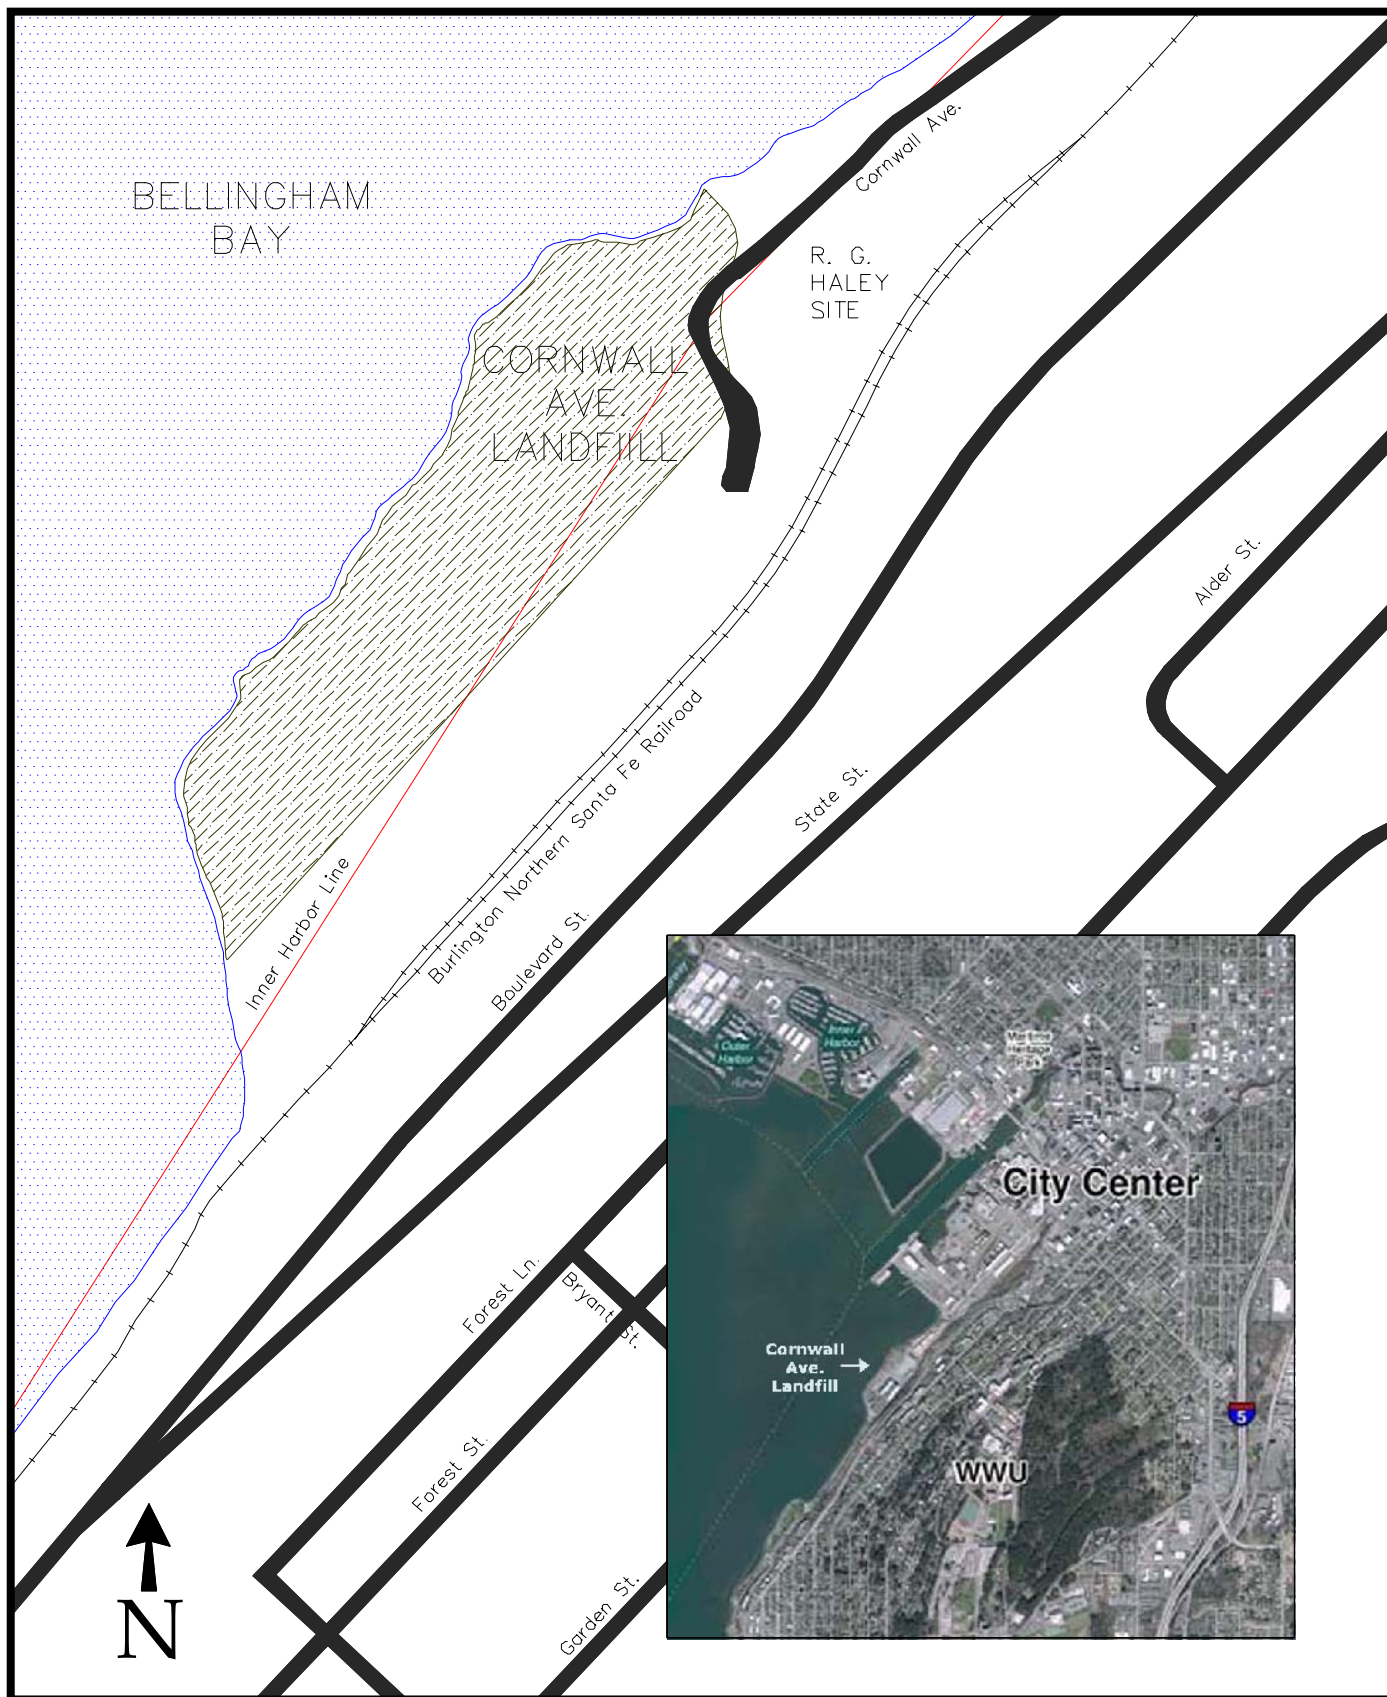 BELLINGHAM
BAY
Cornwall Ave.
R. G.
HALEY
SITE
CORNWALL
AVE.
LANDFIILL
Alder St.
State St.
Burlington Northern Santa Fe Railroad
Inner Harbor Line
Boulevard St.
Outer
Harbor
Inner
Harbor
City Center
Forest Ln.
Bryant St.
Cornwall
Ave.
Landfill
5
Forest St.
WWU
Garden St.
N